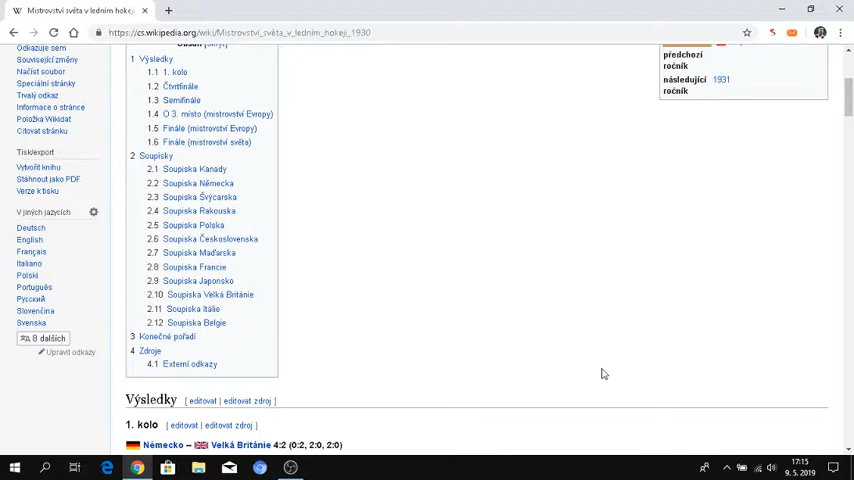 Mistrovství světa v ledním hokeji
https://cs.wikipedia.org/wiki/Mistrovství_světa_v_ledním_hokeji_1930
Odkazuje sem
Související změny
Načíst soubor
Speciální stránky
Trvalý odkaz
Informace o stránce
Položka Wikidat
Citovat stránku
Tisk/export
Vytvořit knihu
Stáhnout jako PDF
Verze k tisku
V jiných jazycích
Deutsch
English
Français
Italiano
Polski
Português
Русский
Slovenčina
Svenska
8 dalších
Upravit odkazy
1 Výsledky
1.1 1. kolo
1.2 Čtvrtfinále
1.3 Semifinále
1.4 O 3. místo (mistrovství Evropy)
1.5 Finále (mistrovství Evropy)
1.6 Finále (mistrovství světa)
2 Soupisky
2.1 Soupiska Kanady
2.2 Soupiska Německa
2.3 Soupiska Švýcarska
2.4 Soupiska Rakouska
2.5 Soupiska Polska
2.6 Soupiska Československa
2.7 Soupiska Maďarska
2.8 Soupiska Francie
2.9 Soupiska Japonsko
2.10 Soupiska Velká Británie
2.11 Soupiska Itálie
2.12 Soupiska Belgie
3 Konečné pořadí
4 Zdroje
4.1 Externí odkazy
předchozí
ročník
následující 1931
ročník
Výsledky [ editovat | editovat zdroj ]
1. kolo [ editovat | editovat zdroj ]
Německo – Velká Británie 4:2 (0:2, 2:0, 2:0)
17:15
9. 5. 2019